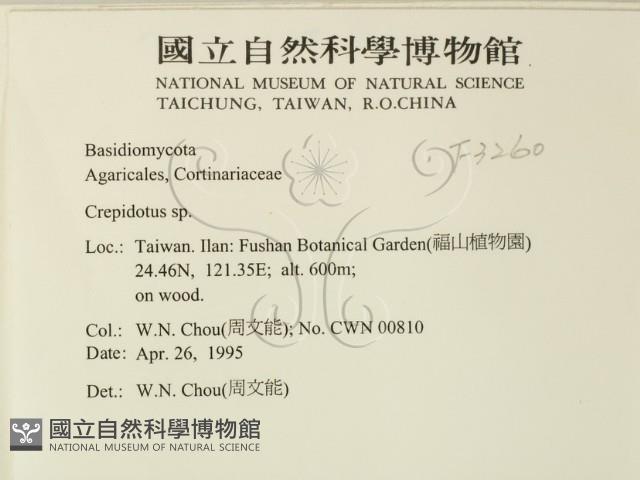 國立自然科學博物館
NATIONAL MUSEUM OF NATURAL SCIENCE
TAICHUNG, TAIWAN, R.O.CHINA
F3260
Basidiomycota
Agaricales, Cortinariaceae
Crepidotus sp.
Loc.: Taiwan. Ilan: Fushan Botanical Garden(福山植物園)
24.46N, 121.35E; alt. 600m;
on wood.
Col.: W.N. Chou(周文能); No. CWN 00810
Date: Apr. 26, 1995
Det.: W.N. Chou(周文能)
國立自然科學博物館
NATIONAL MUSEUM OF NATURAL SCIENCE